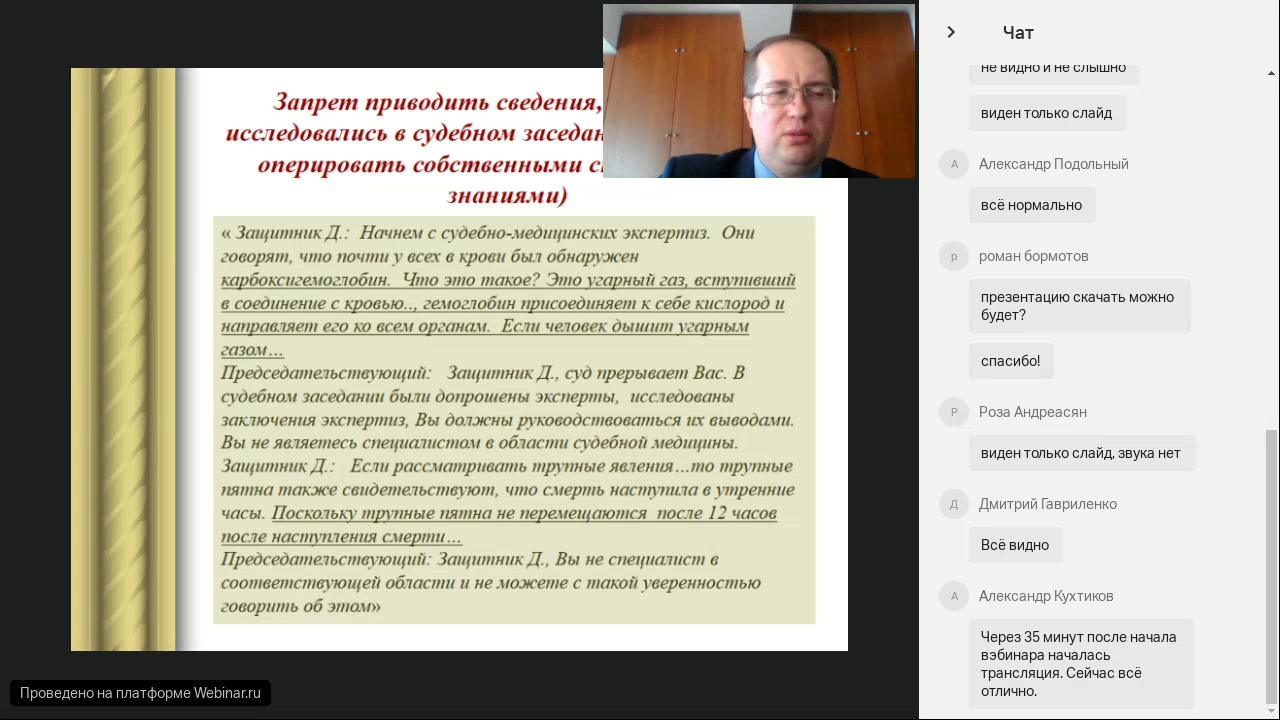 Запрет приводить сведения,
исследовались в судебном заседан
оперировать собственными
знаниями)
« Защитник Д.: Начнем с судебно-медицинских экспертиз. Они
говорят, что почти у всех в крови был обнаружен
карбоксигемоглобин. Что это такое? Это угарный газ, вступивший
в соединение с кровью.., гемоглобин присоединяет к себе кислород и
направляет его ко всем органам. Если человек дышит угарным
газом…
Председательствующий: Защитник Д., суд прерывает Вас. В
судебном заседании были допрошены эксперты, исследованы
заключения экспертиз, Вы должны руководствоваться их выводами.
Вы не являетесь специалистом в области судебной медицины.
Защитник Д.: Если рассматривать трупные явления…то трупные
пятна также свидетельствуют, что смерть наступила в утренние
часы. Поскольку трупные пятна не перемещаются после 12 часов
после наступления смерти…
Председательствующий: Защитник Д., Вы не специалист в
соответствующей области и не можете с такой уверенностью
говорить об этом»
Проведено на платформе Webinar.ru
Чат
не видно и не слышно
виден только слайд
А Александр Подольный
всё нормально
р роман бормотов
презентацию скачать можно
будет?
спасибо!
Р Роза Андреасян
виден только слайд, звука нет
Д Дмитрий Гавриленко
Всё видно
А Александр Кухтиков
Через 35 минут после начала
вэбинара началась
трансляция. Сейчас всё
отлично.